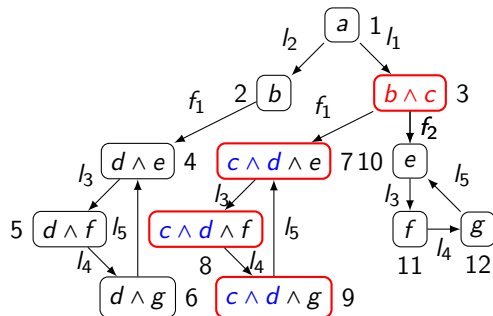 a 1
l₂ l₁
2 b b ∧ c 3
f₁ f₁ f₂
d ∧ e 4 c ∧ d ∧ e 7 10 e
l₃ l₃ l₃ l₅
5 d ∧ f l₅ c ∧ d ∧ f l₅ f g
l₄ 8 l₄ l₄
11 12
d ∧ g 6 c ∧ d ∧ g 9